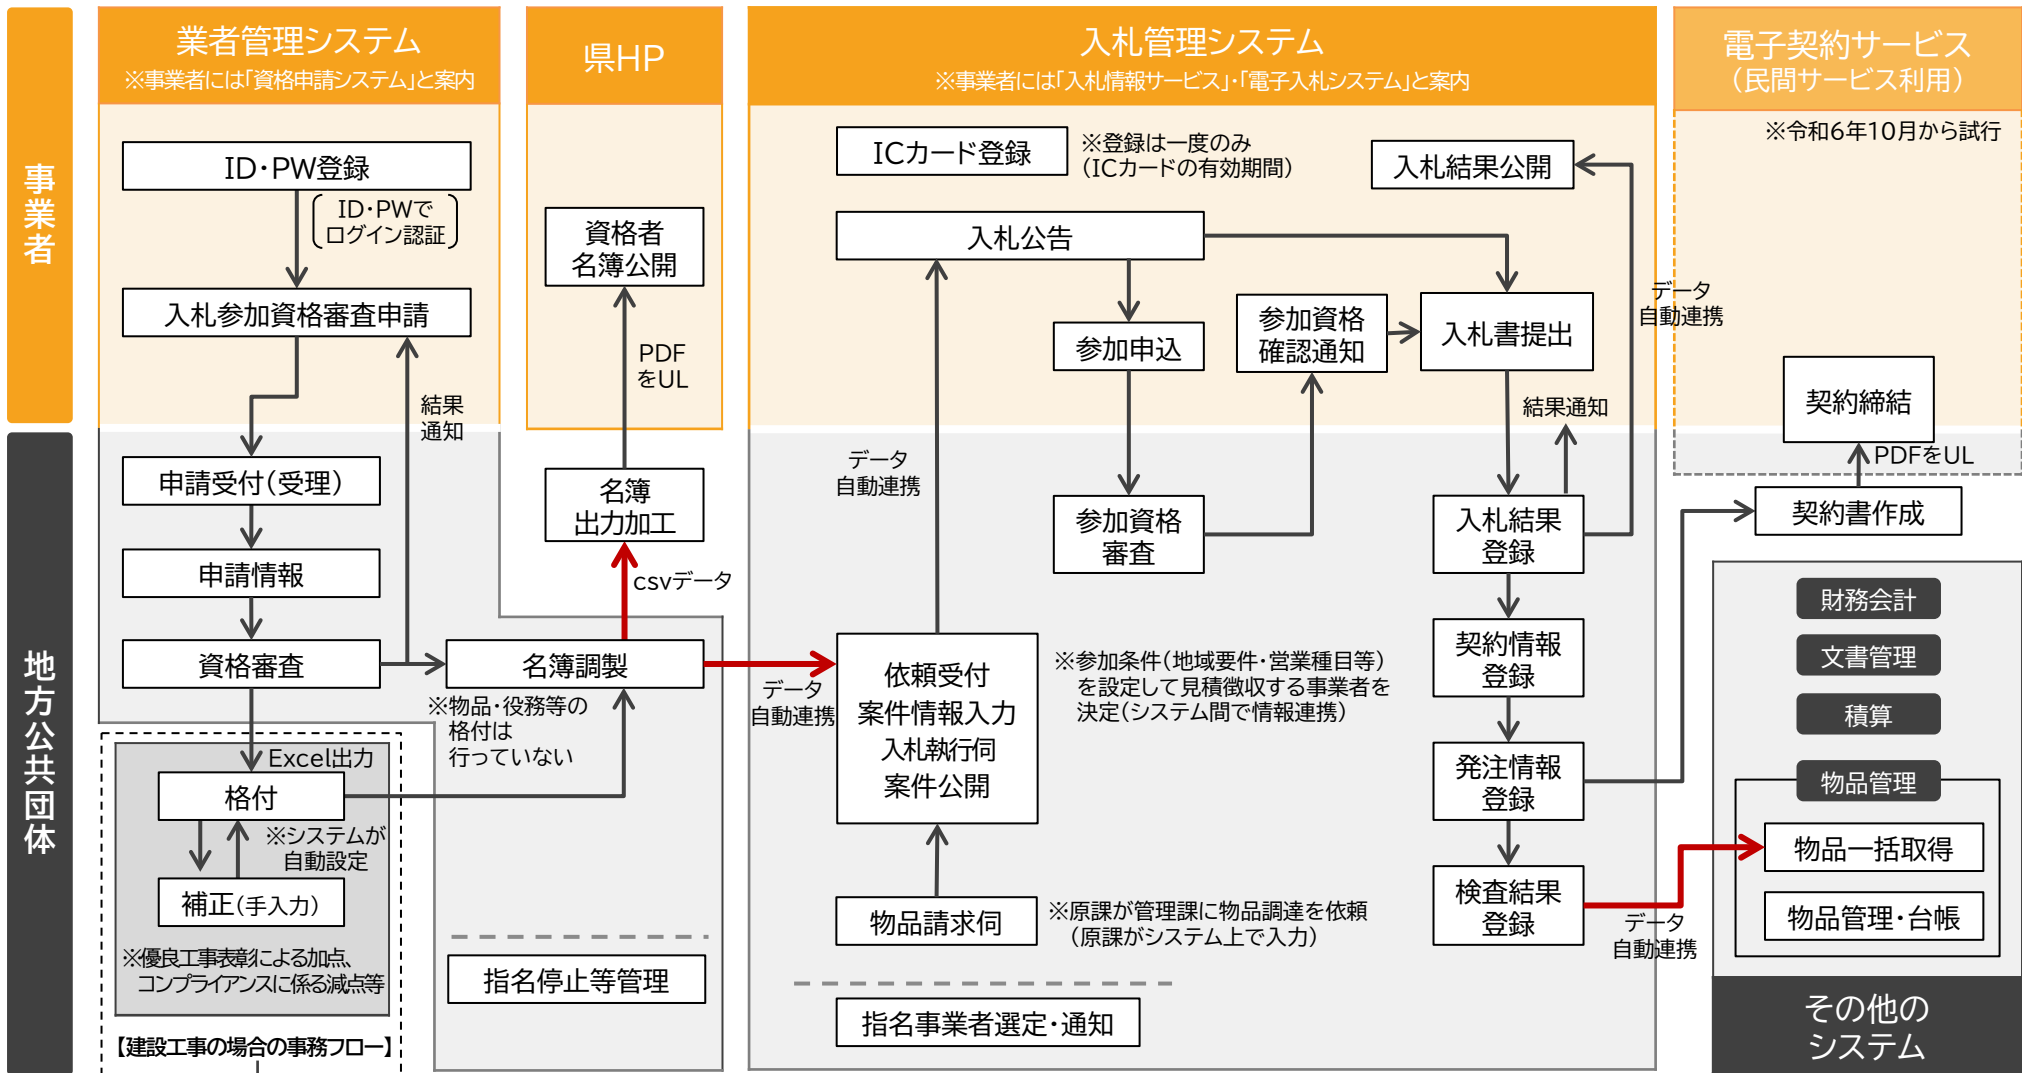 業者管理システム
※事業者には｢資格申請システム｣と案内
県HP
入札管理システム
※事業者には｢入札情報サービス｣・｢電子入札システム｣と案内
電子契約サービス
（民間サービス利用）
事業者
ID・PW登録
ID・PWで
ログイン認証
入札参加資格審査申請
結果
通知
資格者
名簿公開
PDF
をUL
ICカード登録
※登録は一度のみ
（ICカードの有効期間）
入札結果公開
入札公告
参加申込
参加資格
確認通知
入札書提出
データ
自動連携
結果通知
※令和6年10月から試行
契約締結
PDFをUL
地方公共団体
申請受付（受理）
申請情報
資格審査
Excel出力
格付
※システムが
自動設定
補正（手入力）
※優良工事表彰による加点、
コンプライアンスに係る減点等
【建設工事の場合の事務フロー】
名簿
出力加工
csvデータ
名簿調製
※物品・役務等の
格付は
行っていない
指名停止等管理
データ
自動連携
データ
自動連携
依頼受付
案件情報入力
入札執行伺
案件公開
※参加条件（地域要件・営業種目等）
を設定して見積徴収する事業者を
決定（システム間で情報連携）
物品請求伺
※原課が管理課に物品調達を依頼
（原課がシステム上で入力）
指名事業者選定・通知
参加資格
審査
入札結果
登録
契約情報
登録
発注情報
登録
検査結果
登録
データ
自動連携
契約書作成
財務会計
文書管理
積算
物品管理
物品一括取得
物品管理・台帳
その他の
システム